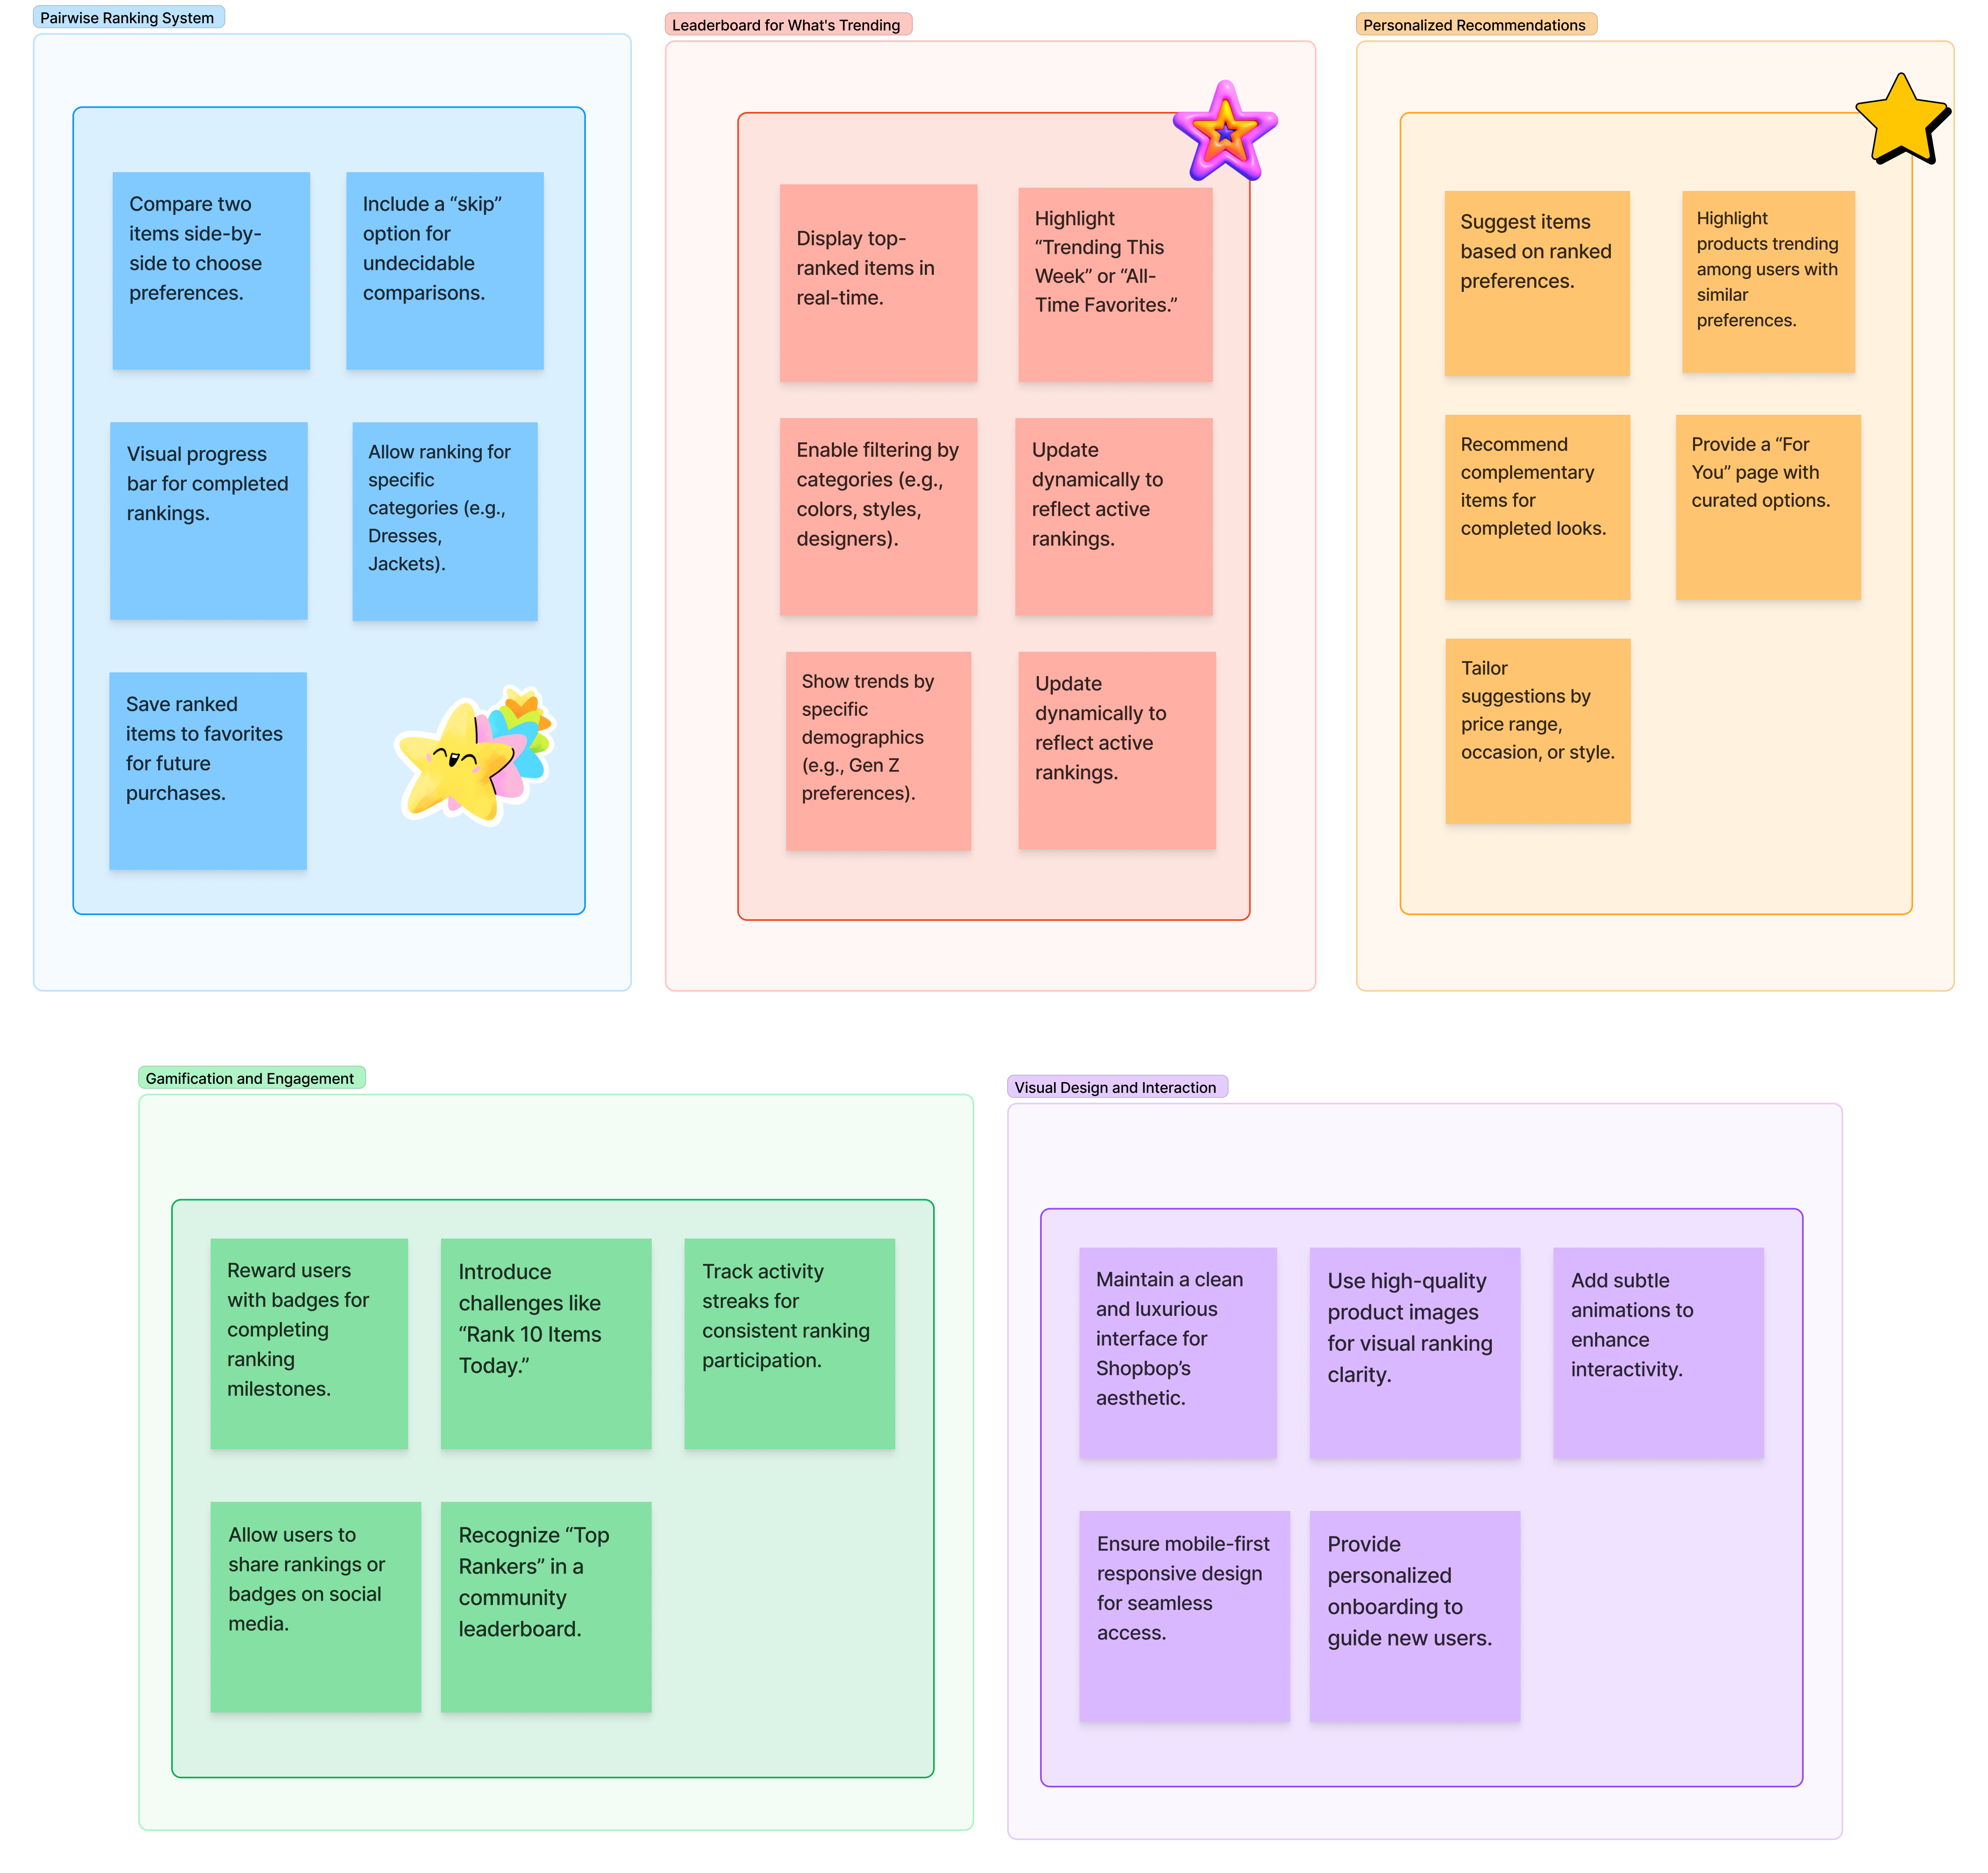 Pairwise Ranking System
Compare two
items side-by-
side to choose
preferences.
Include a “skip”
option for
undecidable
comparisons.
Visual progress
bar for completed
rankings.
Allow ranking for
specific
categories (e.g.,
Dresses,
Jackets).
Save ranked
items to favorites
for future
purchases.
Leaderboard for What's Trending
Display top-
ranked items in
real-time.
Highlight
“Trending This
Week” or “All-
Time Favorites.”
Enable filtering by
categories (e.g.,
colors, styles,
designers).
Update
dynamically to
reflect active
rankings.
Show trends by
specific
demographics
(e.g., Gen Z
preferences).
Update
dynamically to
reflect active
rankings.
Personalized Recommendations
Suggest items
based on ranked
preferences.
Highlight
products trending
among users with
similar
preferences.
Recommend
complementary
items for
completed looks.
Provide a “For
You” page with
curated options.
Tailor
suggestions by
price range,
occasion, or style.
Gamification and Engagement
Reward users
with badges for
completing
ranking
milestones.
Introduce
challenges like
“Rank 10 Items
Today.”
Track activity
streaks for
consistent ranking
participation.
Allow users to
share rankings or
badges on social
media.
Recognize “Top
Rankers” in a
community
leaderboard.
Visual Design and Interaction
Maintain a clean
and luxurious
interface for
Shopbop’s
aesthetic.
Use high-quality
product images
for visual ranking
clarity.
Add subtle
animations to
enhance
interactivity.
Ensure mobile-first
responsive design
for seamless
access.
Provide
personalized
onboarding to
guide new users.